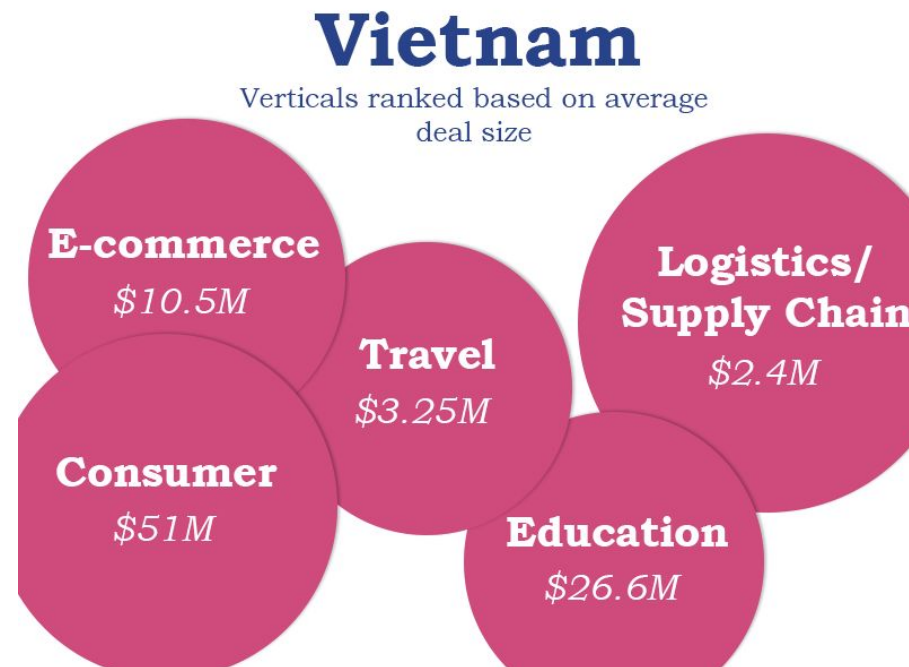 Vietnam
Verticals ranked based on average
deal size
E-commerce
$10.5M
Travel
$3.25M
Logistics/
Supply Chain
$2.4M
Consumer
$51M
Education
$26.6M